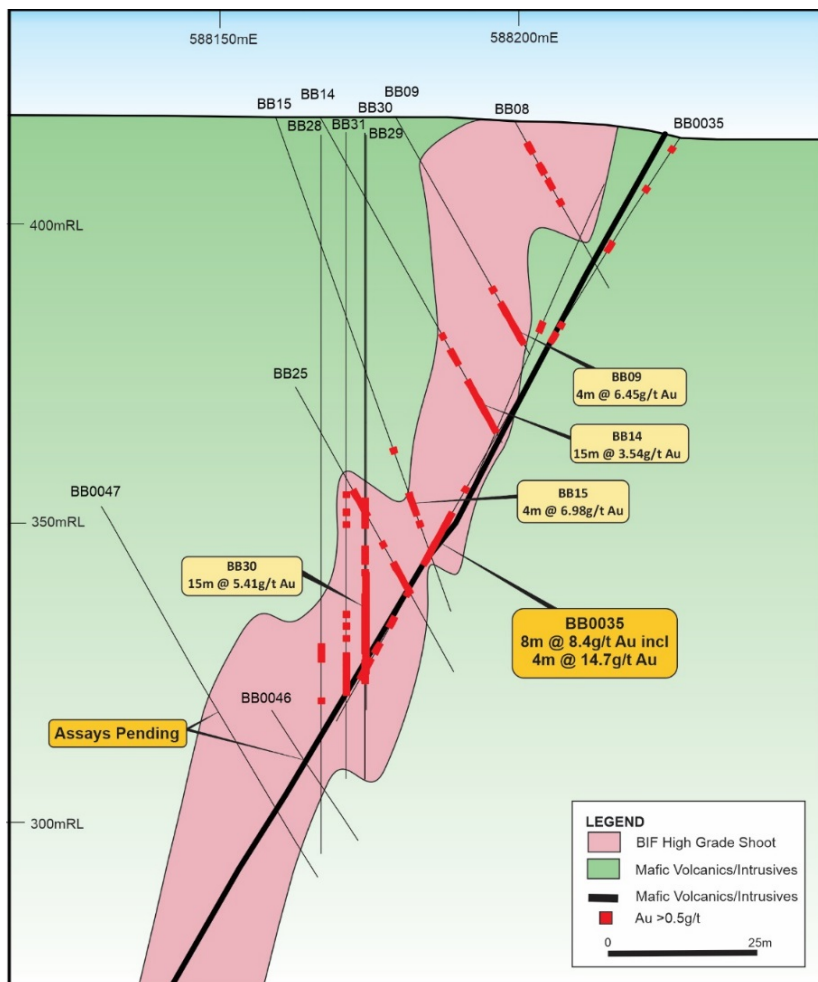 588150mE
588200mE
BB15
BB14
BB28
BB31
BB30
BB29
BB09
BB08
BB0035
400mRL
BB09
4m @ 6.45g/t Au
BB25
BB14
15m @ 3.54g/t Au
BB15
4m @ 6.98g/t Au
BB0047
350mRL
BB30
15m @ 5.41g/t Au
BB0035
8m @ 8.4g/t Au incl
4m @ 14.7g/t Au
BB0046
Assays Pending
300mRL
LEGEND
BIF High Grade Shoot
Mafic Volcanics/Intrusives
Mafic Volcanics/Intrusives
Au >0.5g/t
0
25m